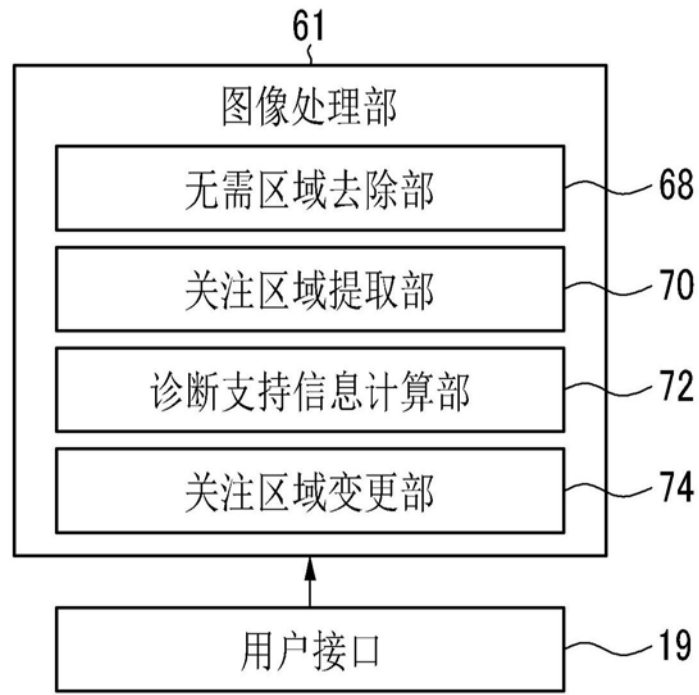 61
图像处理部
无需区域去除部 68
关注区域提取部 70
诊断支持信息计算部 72
关注区域变更部 74
用户接口 19